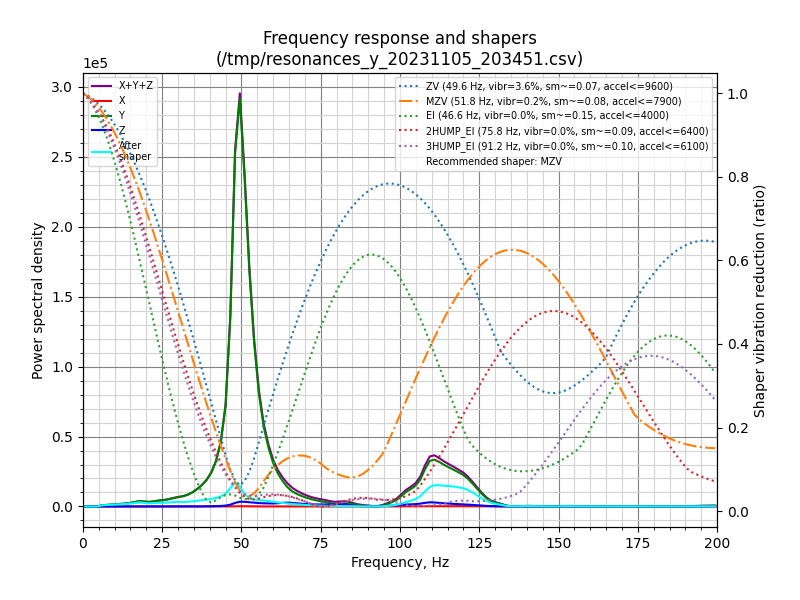 Frequency response and shapers
(/tmp/resonances_y_20231105_203451.csv)
1e5
X+Y+Z
X
Y
Z
After
shaper
ZV (49.6 Hz, vibr=3.6%, sm~=0.07, accel<=9600)
MZV (51.8 Hz, vibr=0.2%, sm~=0.08, accel<=7900)
EI (46.6 Hz, vibr=0.0%, sm~=0.15, accel<=4000)
2HUMP_EI (75.8 Hz, vibr=0.0%, sm~=0.09, accel<=6400)
3HUMP_EI (91.2 Hz, vibr=0.0%, sm~=0.10, accel<=6100)
Recommended shaper: MZV
Power spectral density
3.0
2.5
2.0
1.5
1.0
0.5
0.0
1.0
0.8
0.6
0.4
0.2
0.0
Shaper vibration reduction (ratio)
0 25 50 75 100 125 150 175 200
Frequency, Hz